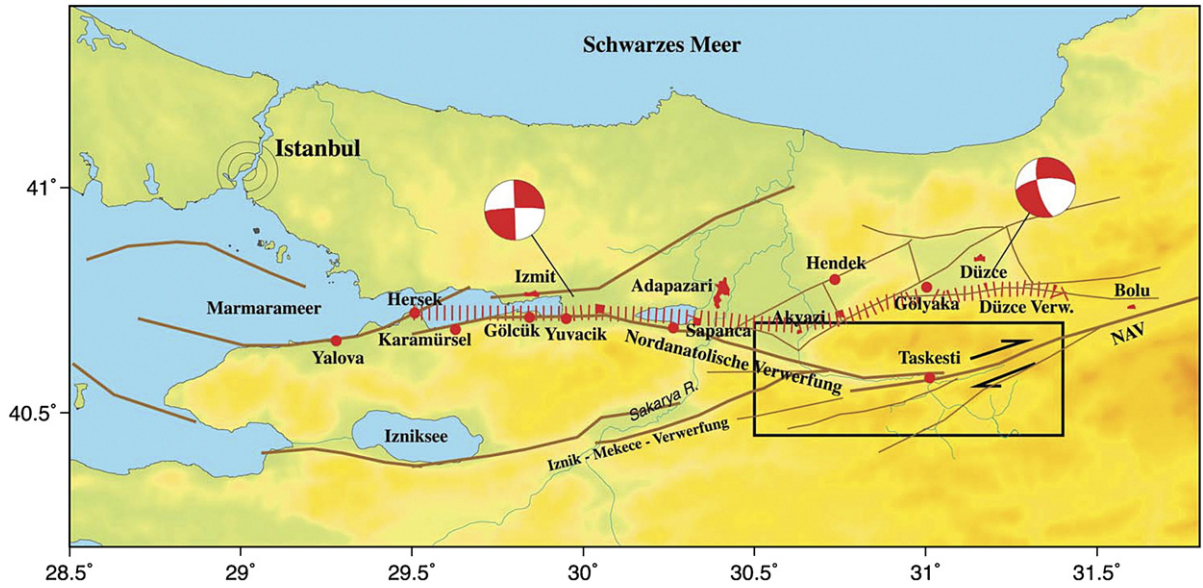 Schwarzes Meer
Istanbul
41°
Hendek
Düzce
Izmit
Adapazari
Marmarameer
Hersek
Gölyaka
Bolu
Düzce Verw.
Akyazi
Karamürsel
Gölcük
Yuvacik
Sapanca
NAV
Yalova
Nordanatolische Verwerfung
Taskesti
40.5°
Sakarya R.
Izniksee
Iznik - Mekece - Verwerfung
28.5°
29°
29.5°
30°
30.5°
31°
31.5°